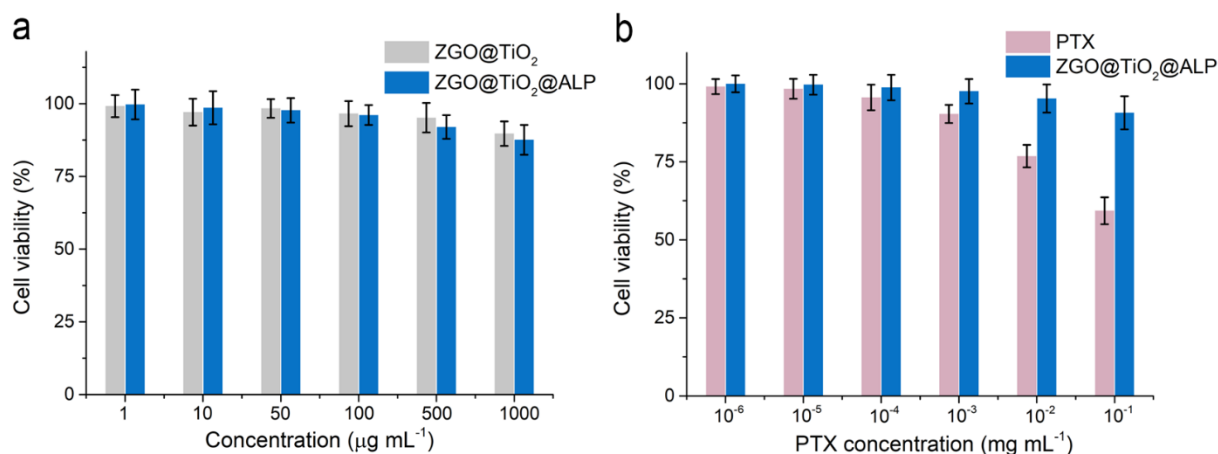 a
ZGO@TiO₂
ZGO@TiO₂@ALP
Cell viability (%)
100
75
50
25
0
1 10 50 100 500 1000
Concentration (μg mL⁻¹)
b
PTX
ZGO@TiO₂@ALP
Cell viability (%)
100
75
50
25
0
10⁻⁶ 10⁻⁵ 10⁻⁴ 10⁻³ 10⁻² 10⁻¹
PTX concentration (mg mL⁻¹)